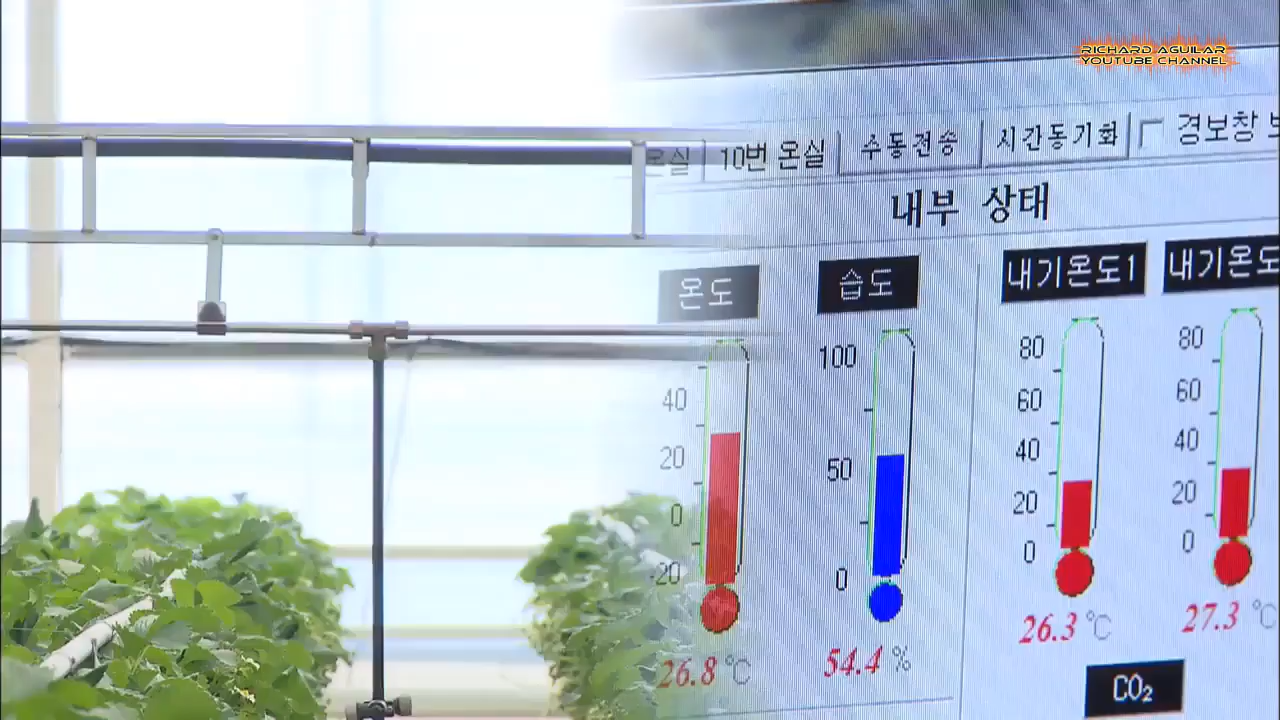 RICHARD AGUILAR
YOUTUBE CHANNEL
온실 10번 온실 수동전송 시간동기화 경보창
내부 상태
온도 습도 내기온도1 내기온도
40 20 0 -20
100 50 0
80 60 40 20 0
80 60 40 20 0
26.8 ℃ 54.4 % 26.3 ℃ 27.3 ℃
CO₂